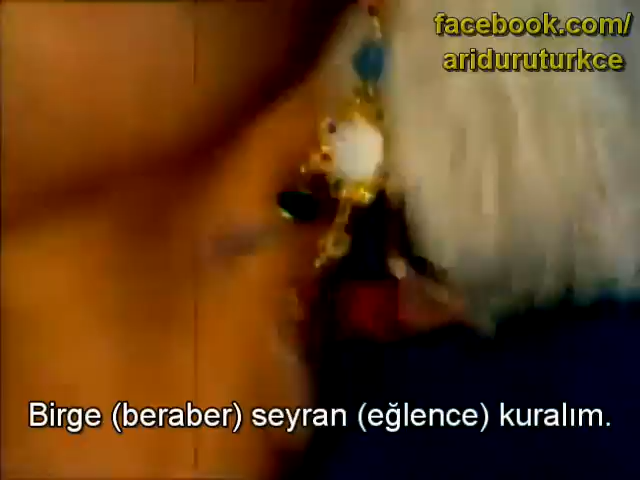 facebook.com/
ariduruturkce
Birge (beraber) seyran (eğlence) kuralım.